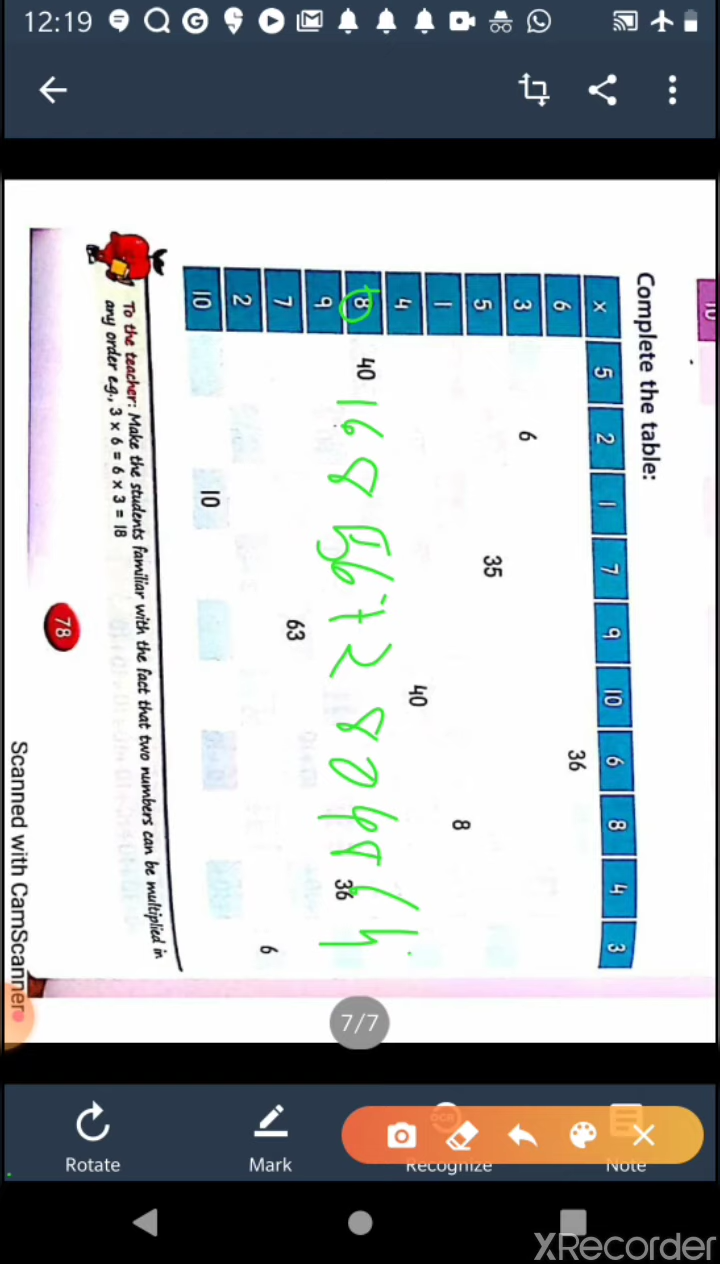 12:19
10
Complete the table:
× 5 2 1 7 9 10 6 8 4 3
6 36
3 6
5 35
1 8
4 40
8 40 16 8 56 72 80 48 64
9 36
7 63
2 6
10 10
To the teacher: Make the students familiar with the fact that two numbers can be multiplied in
any order e.g., 3 × 6 = 6 × 3 = 18
78
Scanned with CamScanner
7/7
Rotate Mark Recognize Note
XRecorder